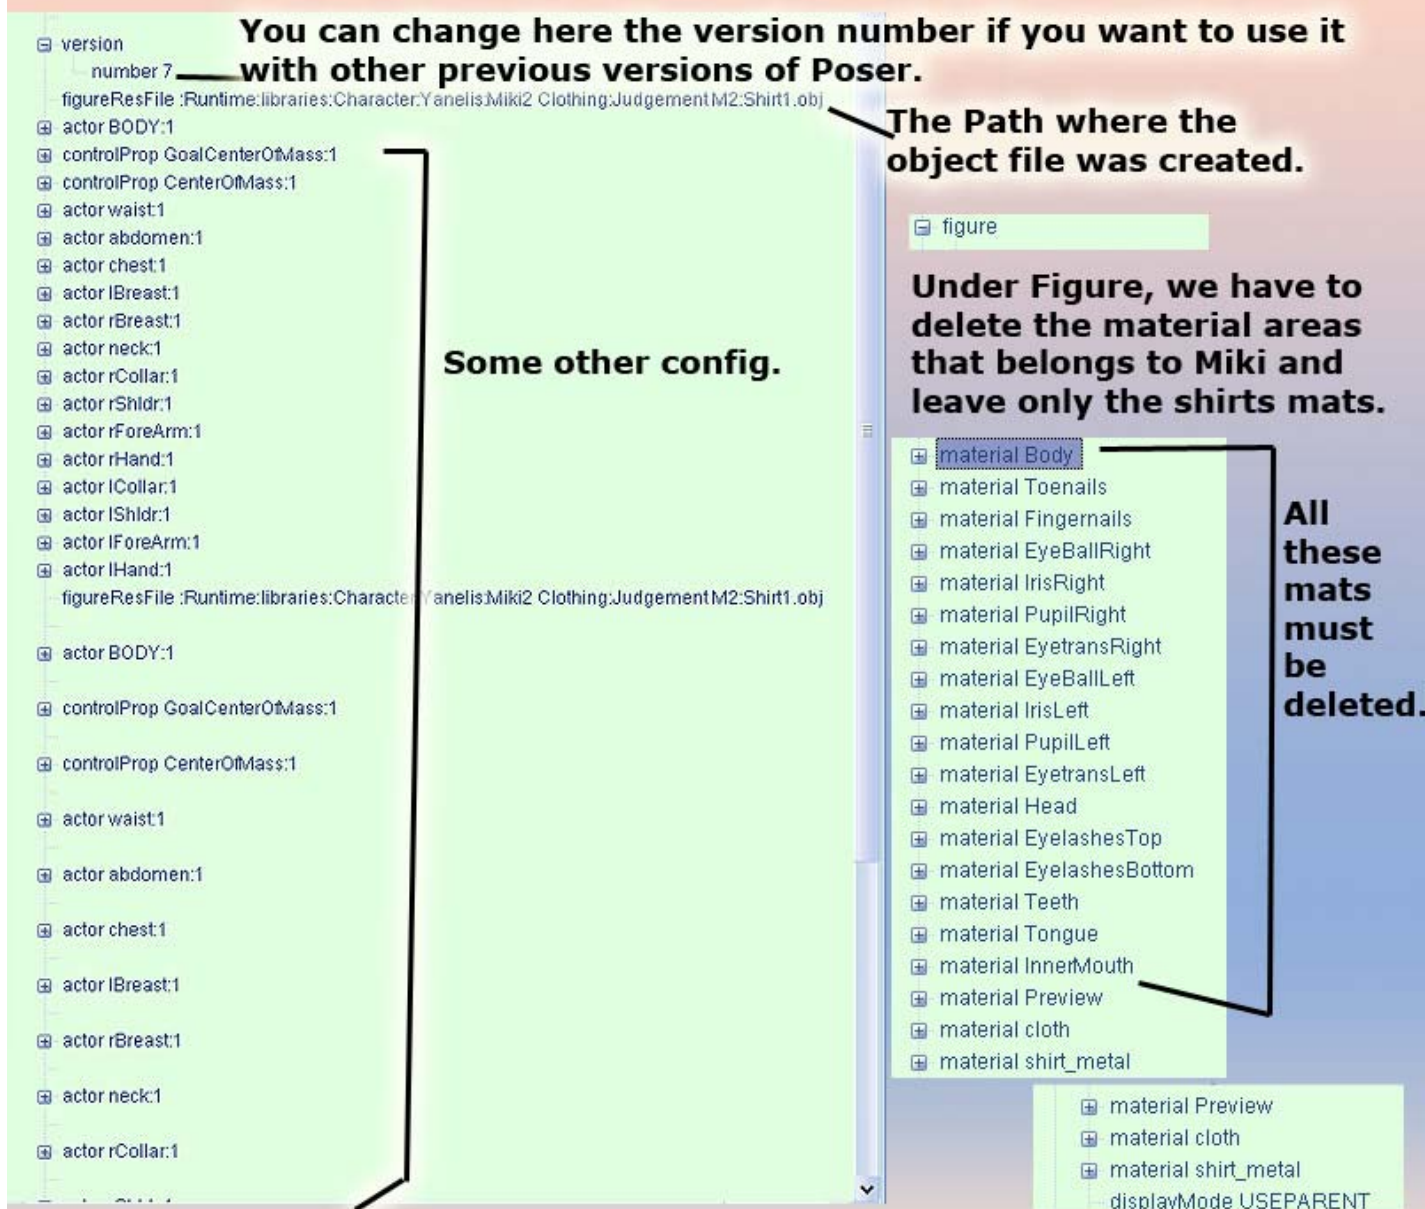 You can change here the version number if you want to use it
with other previous versions of Poser.
version
number 7
figureResFile :Runtime:libraries:Character:Yanelis:Miki2 Clothing:Judgement M2:Shirt1.obj
actor BODY:1
controlProp GoalCenterOfMass:1
controlProp CenterOfMass:1
actor waist:1
actor abdomen:1
actor chest:1
actor lBreast:1
actor rBreast:1
actor neck:1
actor rCollar:1
actor rShldr:1
actor rForeArm:1
actor rHand:1
actor lCollar:1
actor lShldr:1
actor lForeArm:1
actor lHand:1
figureResFile :Runtime:libraries:Character:Yanelis:Miki2 Clothing:Judgement M2:Shirt1.obj
actor BODY:1
controlProp GoalCenterOfMass:1
controlProp CenterOfMass:1
actor waist:1
actor abdomen:1
actor chest:1
actor lBreast:1
actor rBreast:1
actor neck:1
actor rCollar:1
Some other config.
The Path where the
object file was created.
figure
Under Figure, we have to
delete the material areas
that belongs to Miki and
leave only the shirts mats.
material Body
material Toenails
material Fingernails
material EyeBallRight
material IrisRight
material PupilRight
material EyetransRight
material EyeBallLeft
material IrisLeft
material PupilLeft
material EyetransLeft
material Head
material EyelashesTop
material EyelashesBottom
material Teeth
material Tongue
material InnerMouth
material Preview
material cloth
material shirt_metal
All
these
mats
must
be
deleted.
material Preview
material cloth
material shirt_metal
displayMode USEPARENT